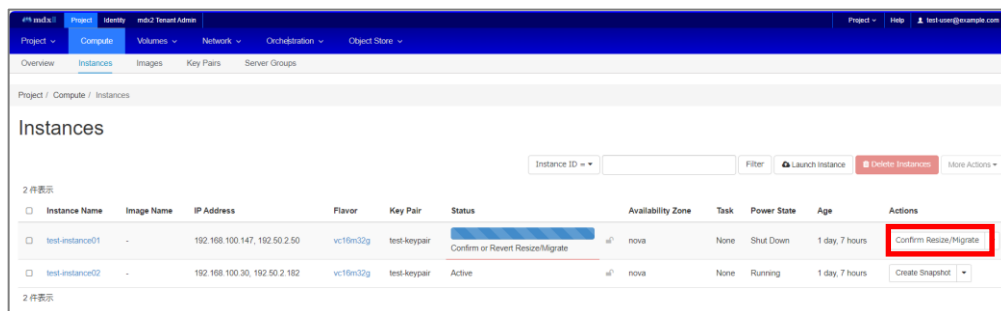 mdx II Project Identity mdx2 Tenant Admin Project Help test-user@example.com
Project Compute Volumes Network Orchestration Object Store
Overview Instances Images Key Pairs Server Groups
Project / Compute / Instances
Instances
Instance ID = Filter Launch Instance Delete Instances More Actions
2 件表示
Instance Name Image Name IP Address Flavor Key Pair Status Availability Zone Task Power State Age Actions
test-instance01 - 192.168.100.147, 192.50.2.50 vc16m32g test-keypair Confirm or Revert Resize/Migrate nova None Shut Down 1 day, 7 hours Confirm Resize/Migrate
test-instance02 - 192.168.100.30, 192.50.2.182 vc16m32g test-keypair Active nova None Running 1 day, 7 hours Create Snapshot
2 件表示